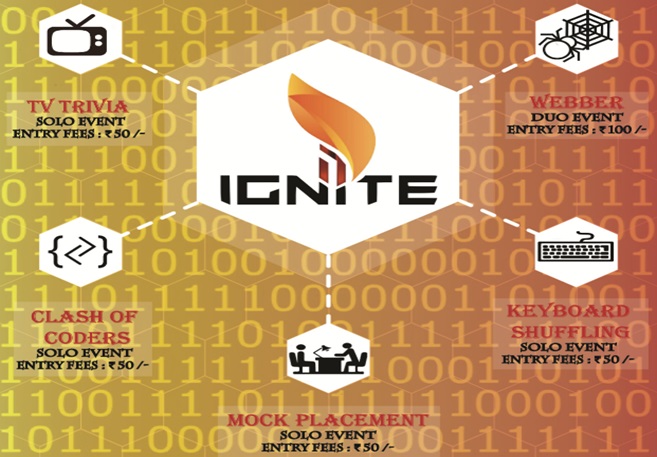 TV TRIVIA
SOLO EVENT
ENTRY FEES : ₹ 50 /-
WEBBER
DUO EVENT
ENTRY FEES : ₹ 100 /-
IGNITE
CLASH OF
CODERS
SOLO EVENT
ENTRY FEES : ₹ 50 /-
KEYBOARD
SHUFFLING
SOLO EVENT
ENTRY FEES : ₹ 50 /-
MOCK PLACEMENT
SOLO EVENT
ENTRY FEES : ₹ 50 /-